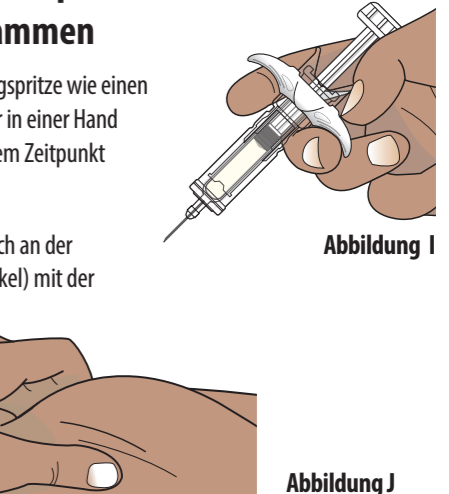 ammen
gspritze wie einen
r in einer Hand
em Zeitpunkt
ch an der
kel) mit der
Abbildung I
Abbildung J